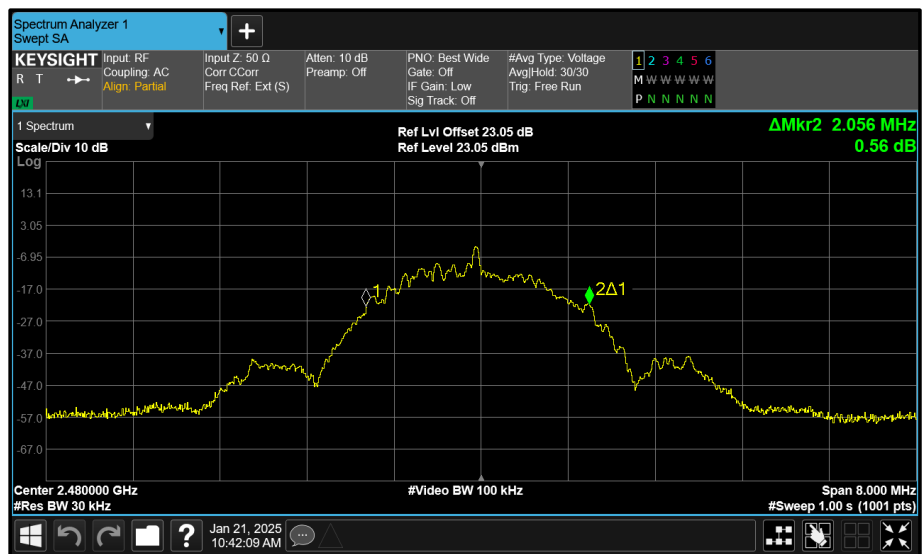 Spectrum Analyzer 1
Swept SA
+
KEYSIGHT
R T
LXI
Input: RF
Coupling: AC
Align: Partial
Input Z: 50 Ω
Corr CCorr
Freq Ref: Ext (S)
Atten: 10 dB
Preamp: Off
PNO: Best Wide
Gate: Off
IF Gain: Low
Sig Track: Off
#Avg Type: Voltage
Avg|Hold: 30/30
Trig: Free Run
1 2 3 4 5 6
M W W W W W
P N N N N N
1 Spectrum
Scale/Div 10 dB
Ref Lvl Offset 23.05 dB
Ref Level 23.05 dBm
ΔMkr2 2.056 MHz
0.56 dB
Log
13.1
3.05
-6.95
-17.0
-27.0
-37.0
-47.0
-57.0
-67.0
1
2Δ1
Center 2.480000 GHz
#Res BW 30 kHz
#Video BW 100 kHz
Span 8.000 MHz
#Sweep 1.00 s (1001 pts)
?
Jan 21, 2025
10:42:09 AM